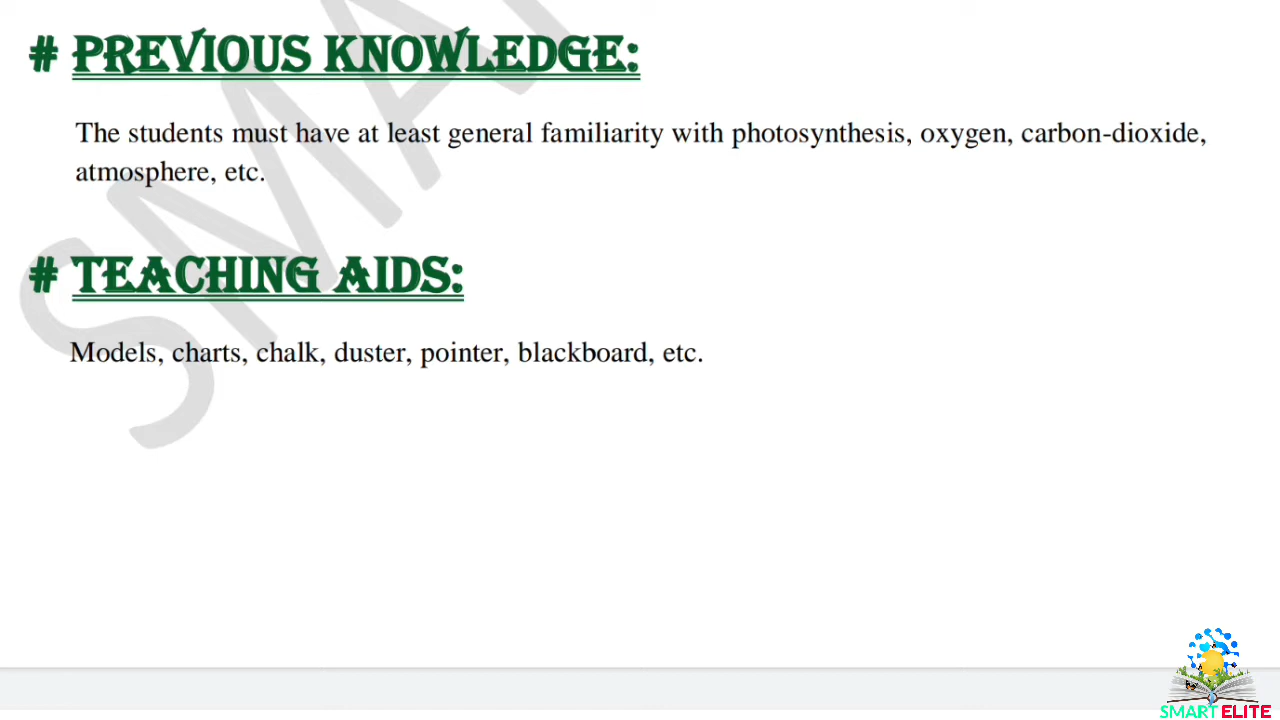 # PREVIOUS KNOWLEDGE:
The students must have at least general familiarity with photosynthesis, oxygen, carbon-dioxide,
atmosphere, etc.
# TEACHING AIDS:
Models, charts, chalk, duster, pointer, blackboard, etc.
SMA
SMART ELITE